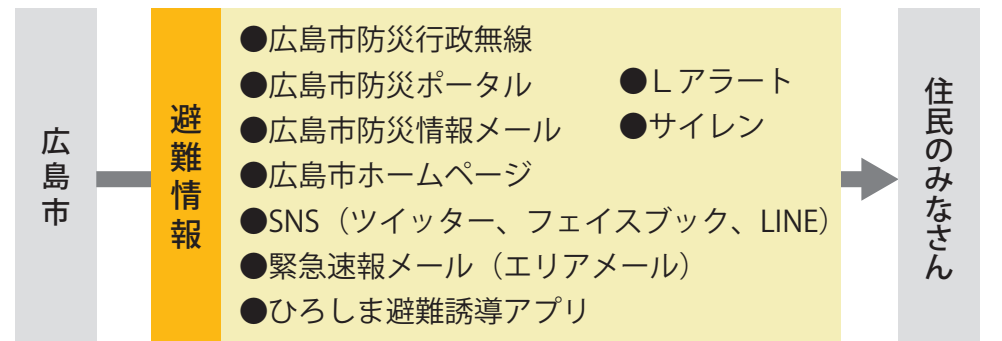 広島市
避難情報
●広島市防災行政無線
●広島市防災ポータル
●広島市防災情報メール
●広島市ホームページ
●SNS（ツイッター、フェイスブック、LINE）
●緊急速報メール（エリアメール）
●ひろしま避難誘導アプリ
●Ｌアラート
●サイレン
住民のみなさん